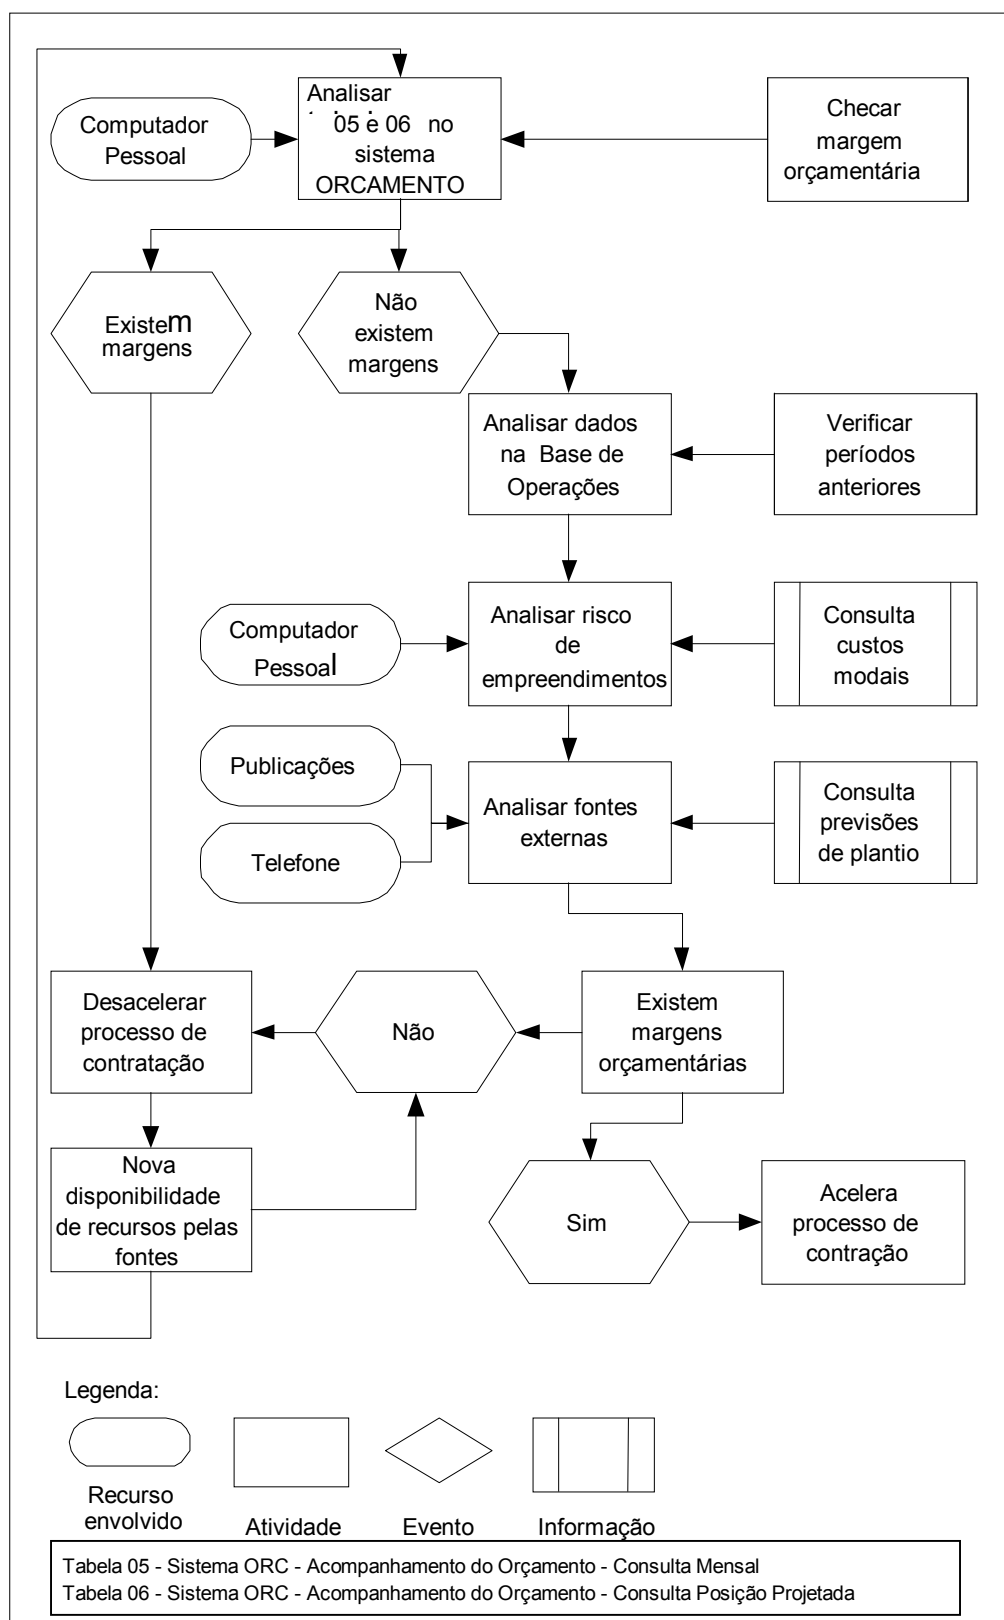 Analisar
05 e 06 no
sistema
ORCAMENTO
Computador
Pessoal
Checar
margem
orçamentária
Existem
margens
Não
existem
margens
Analisar dados
na Base de
Operações
Verificar
períodos
anteriores
Computador
Pessoal
Analisar risco
de
empreendimentos
Consulta
custos
modais
Publicações
Telefone
Analisar fontes
externas
Consulta
previsões
de plantio
Desacelerar
processo de
contratação
Não
Existem
margens
orçamentárias
Nova
disponibilidade
de recursos pelas
fontes
Sim
Acelera
processo de
contração
Legenda:
Recurso
envolvido
Atividade
Evento
Informação
Tabela 05 - Sistema ORC - Acompanhamento do Orçamento - Consulta Mensal
Tabela 06 - Sistema ORC - Acompanhamento do Orçamento - Consulta Posição Projetada